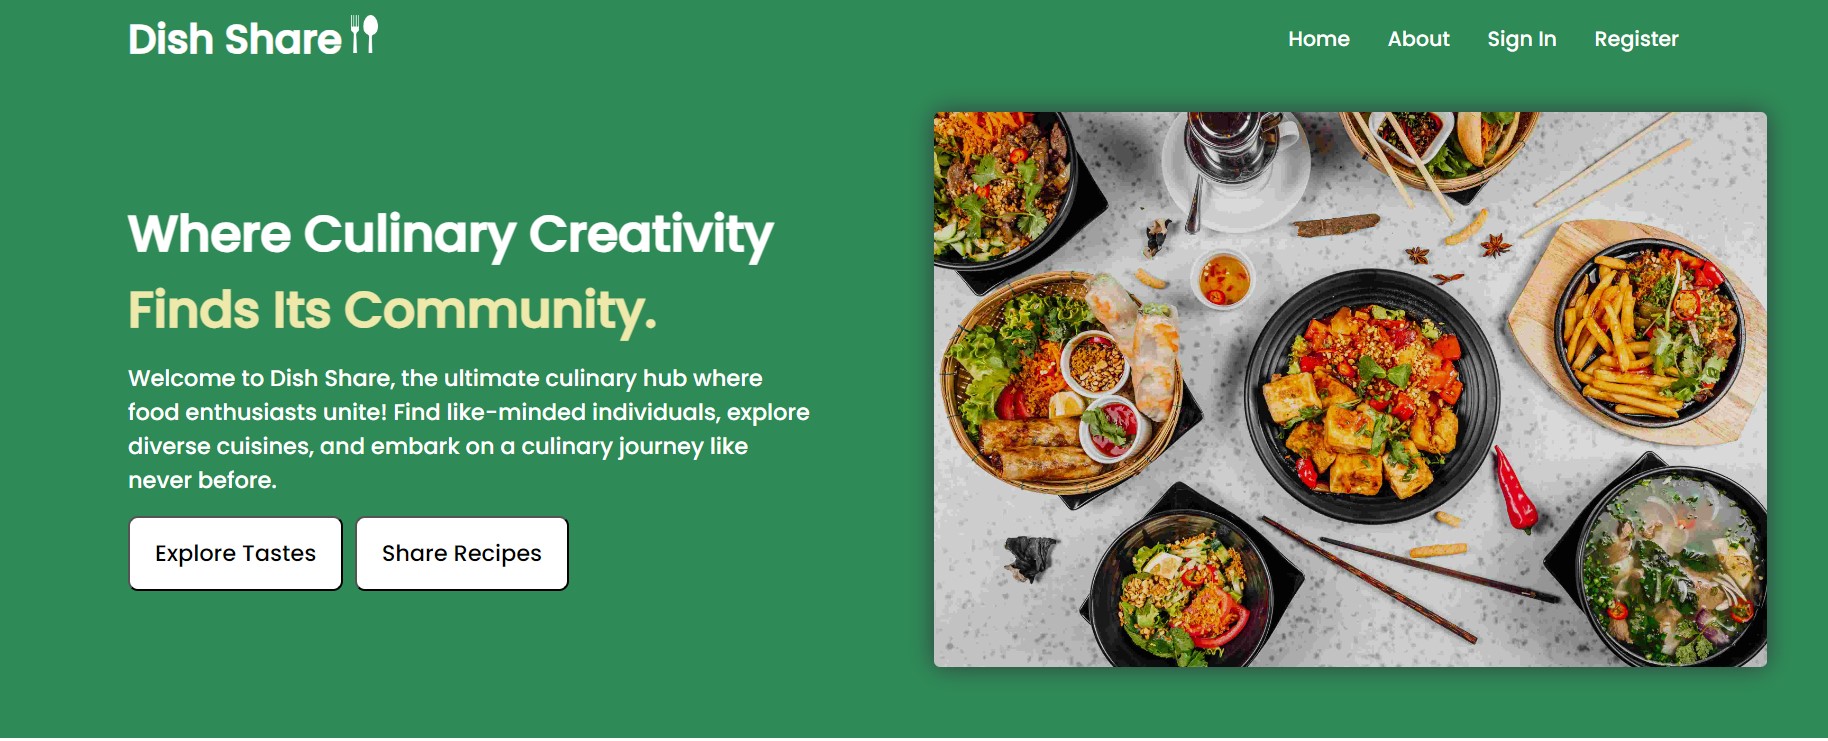 Dish Share
Home About Sign In Register
Where Culinary Creativity
Finds Its Community.
Welcome to Dish Share, the ultimate culinary hub where
food enthusiasts unite! Find like-minded individuals, explore
diverse cuisines, and embark on a culinary journey like
never before.
Explore Tastes
Share Recipes